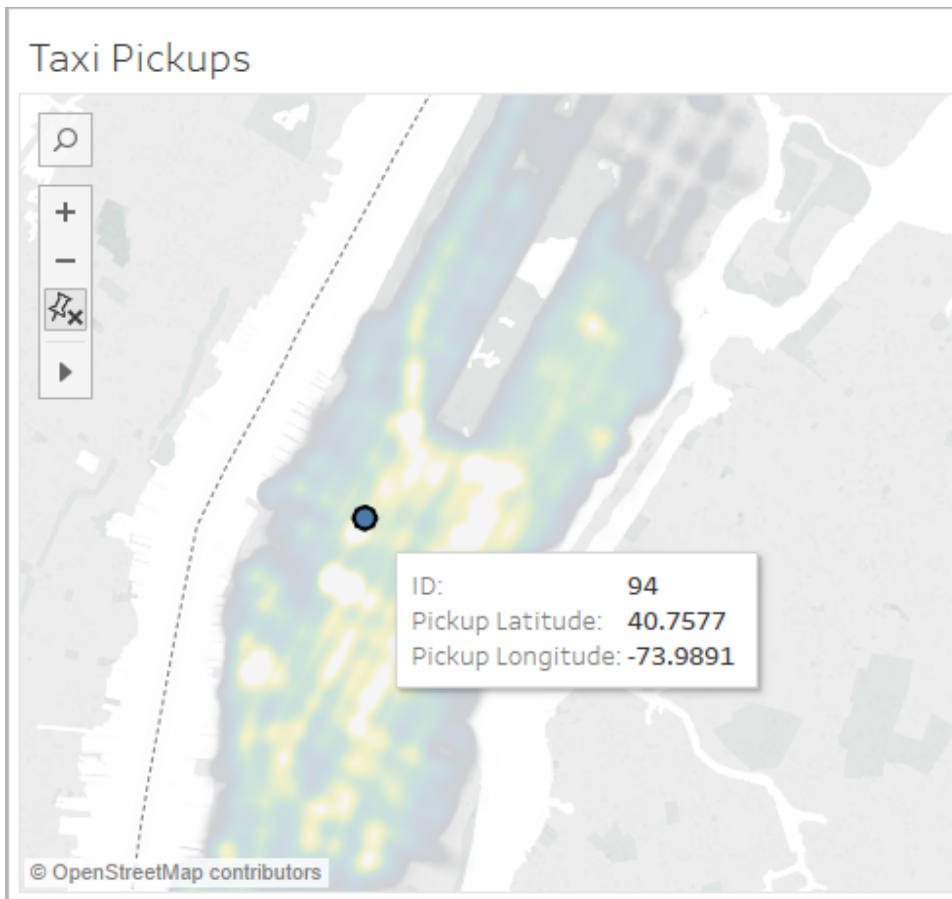 Taxi Pickups
ID: 94
Pickup Latitude: 40.7577
Pickup Longitude: -73.9891
© OpenStreetMap contributors